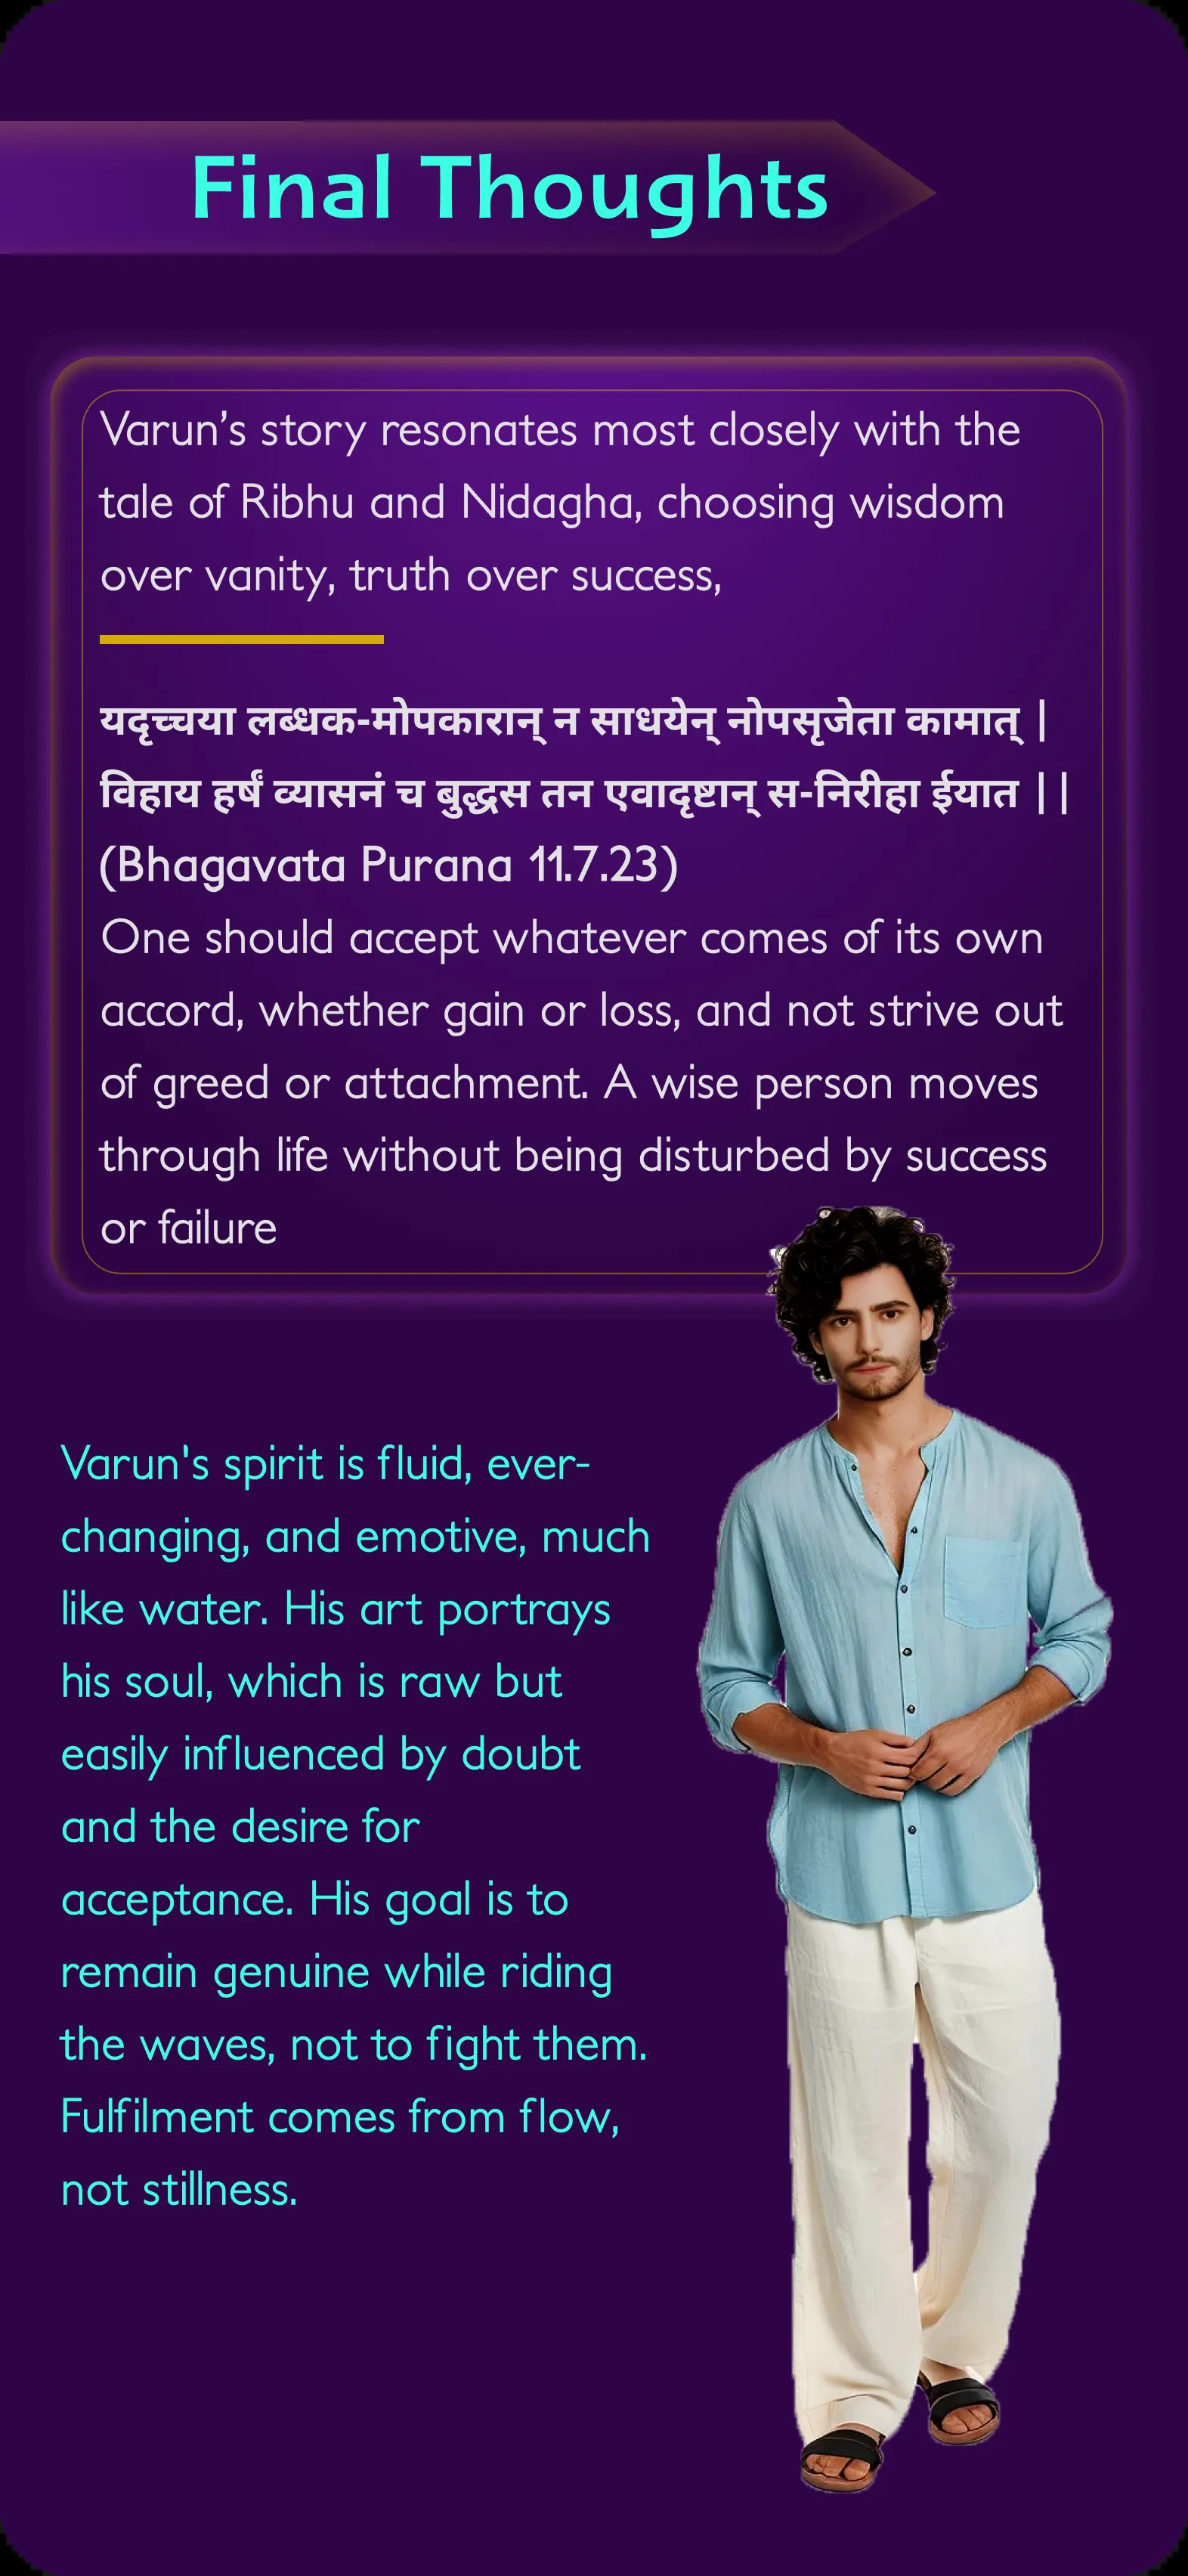 Final Thoughts
Varun’s story resonates most closely with the
tale of Ribhu and Nidagha, choosing wisdom
over vanity, truth over success,
यदृच्चया लब्धक-मोपकारान् न साधयेन् नोपसृजेता कामात् |
विहाय हर्षं व्यासनं च बुद्धस तन एवादृष्टान् स-निरीहा ईयात ||
(Bhagavata Purana 11.7.23)
One should accept whatever comes of its own
accord, whether gain or loss, and not strive out
of greed or attachment. A wise person moves
through life without being disturbed by success
or failure
Varun's spirit is fluid, ever-
changing, and emotive, much
like water. His art portrays
his soul, which is raw but
easily influenced by doubt
and the desire for
acceptance. His goal is to
remain genuine while riding
the waves, not to fight them.
Fulfilment comes from flow,
not stillness.